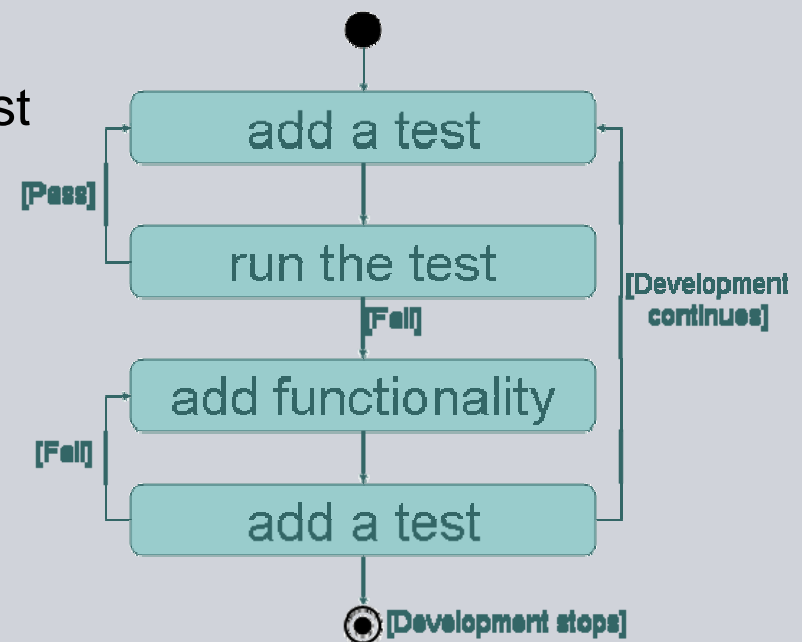 st
add a test
[Pass]
run the test
[Development
continues]
[Fail]
add functionality
[Fail]
add a test
[Development stops]